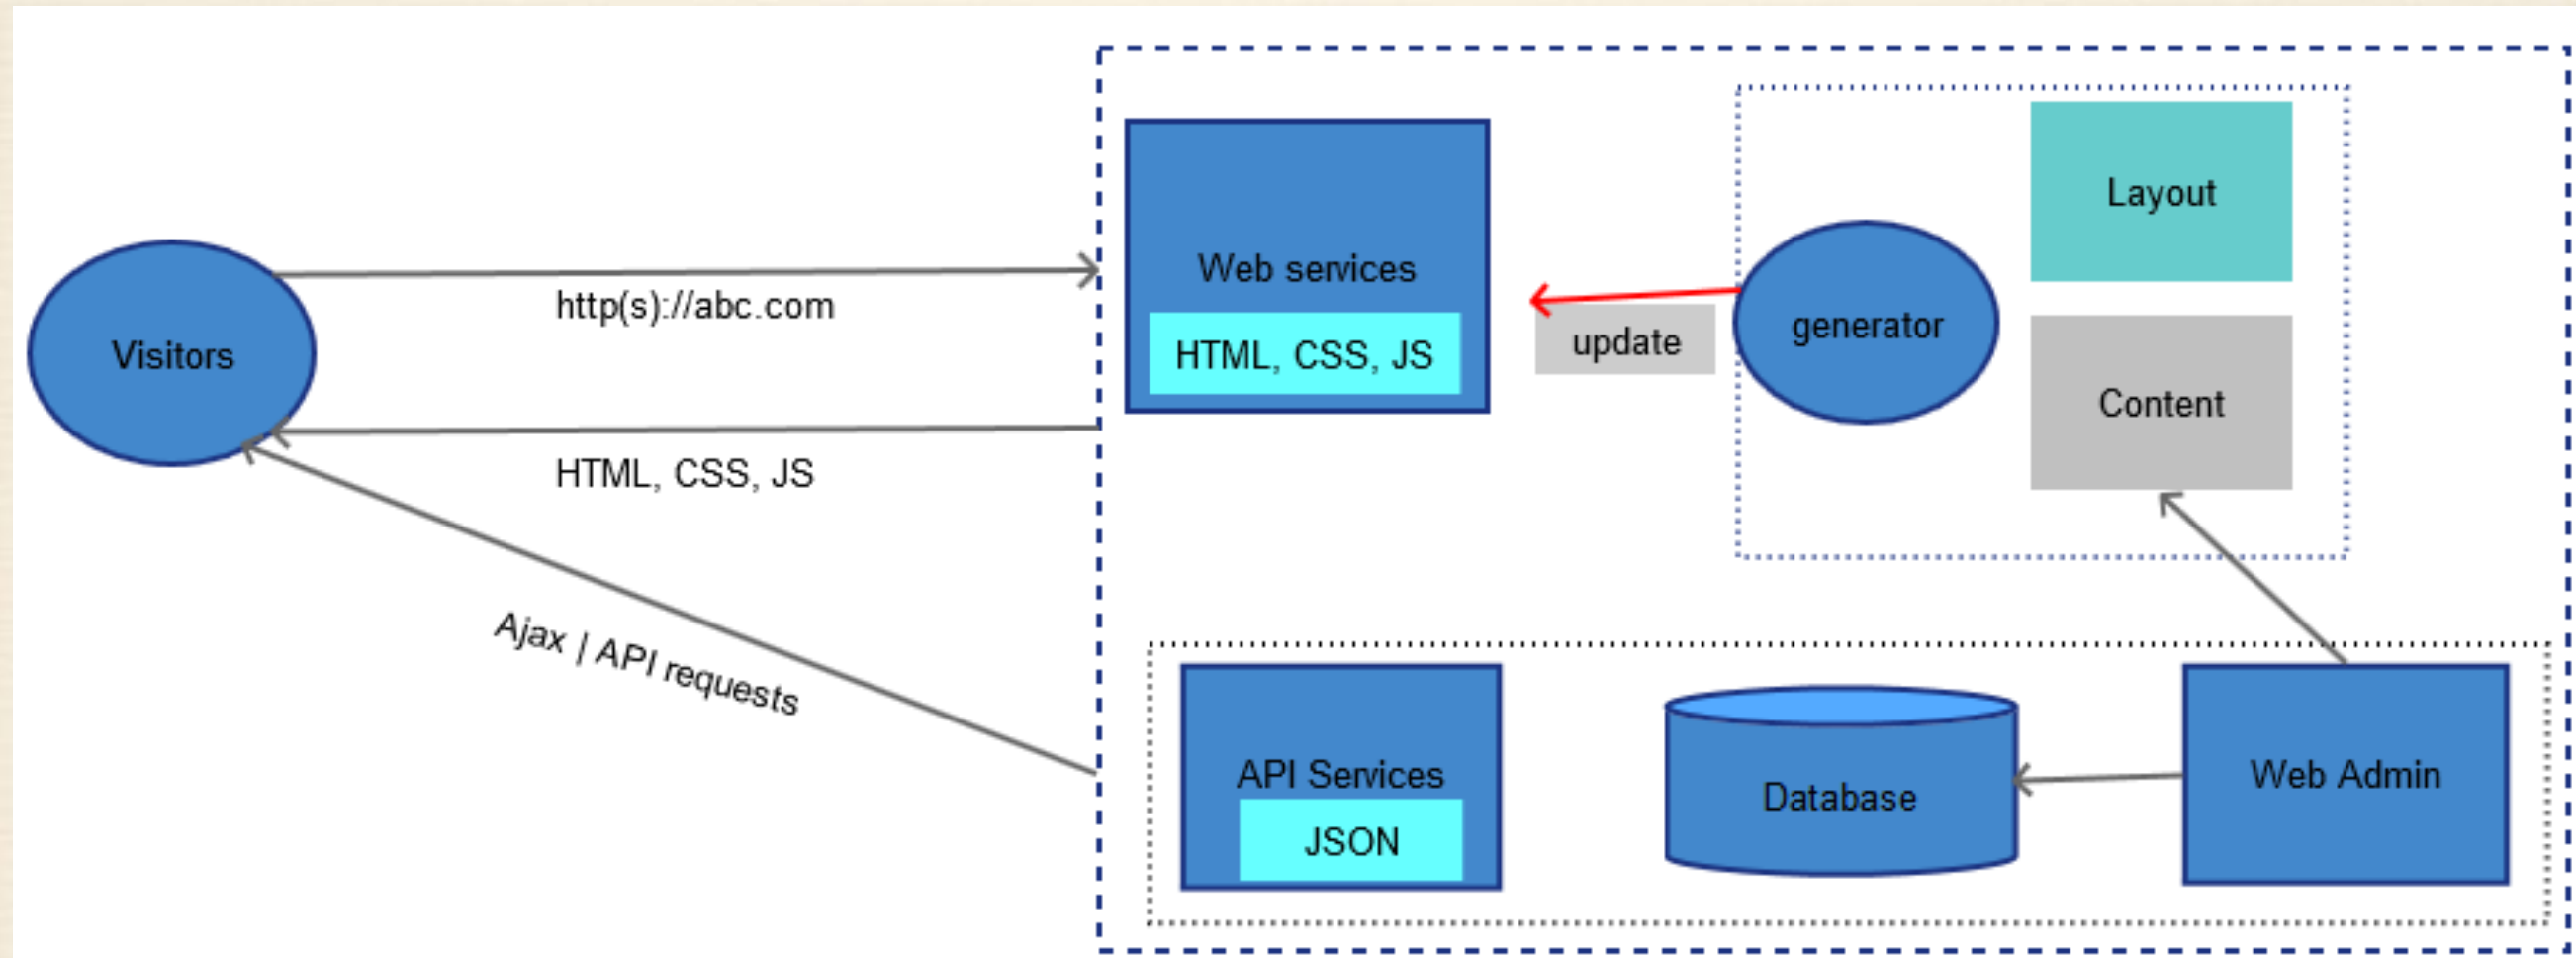 Visitors
http(s)://abc.com
HTML, CSS, JS
Ajax | API requests
Web services
HTML, CSS, JS
update
generator
Layout
Content
API Services
JSON
Database
Web Admin